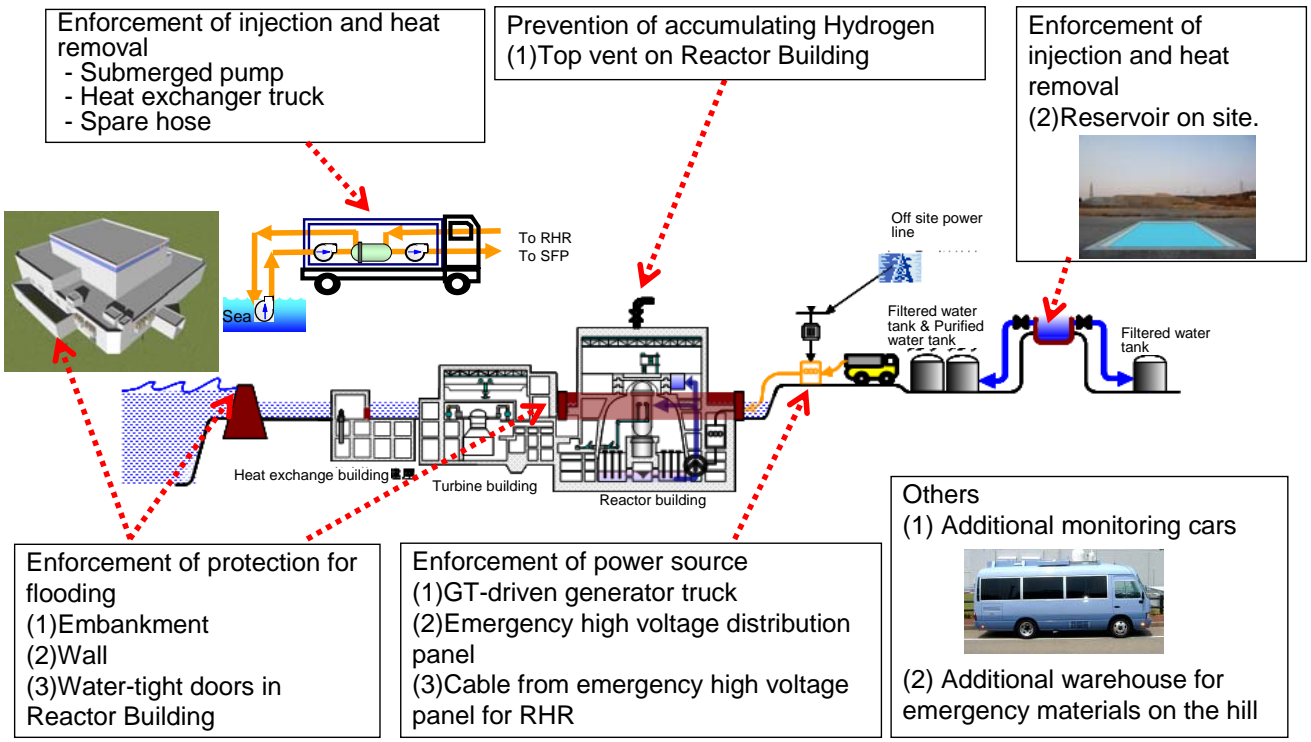 Enforcement of injection and heat
removal
- Submerged pump
- Heat exchanger truck
- Spare hose
Prevention of accumulating Hydrogen
(1)Top vent on Reactor Building
Enforcement of
injection and heat
removal
(2)Reservoir on site.
To RHR
To SFP
Sea
Off site power
line
Filtered water
tank & Purified
water tank
Filtered water
tank
Heat exchange building
Turbine building
Reactor building
Enforcement of protection for
flooding
(1)Embankment
(2)Wall
(3)Water-tight doors in
Reactor Building
Enforcement of power source
(1)GT-driven generator truck
(2)Emergency high voltage distribution
panel
(3)Cable from emergency high voltage
panel for RHR
Others
(1) Additional monitoring cars
(2) Additional warehouse for
emergency materials on the hill